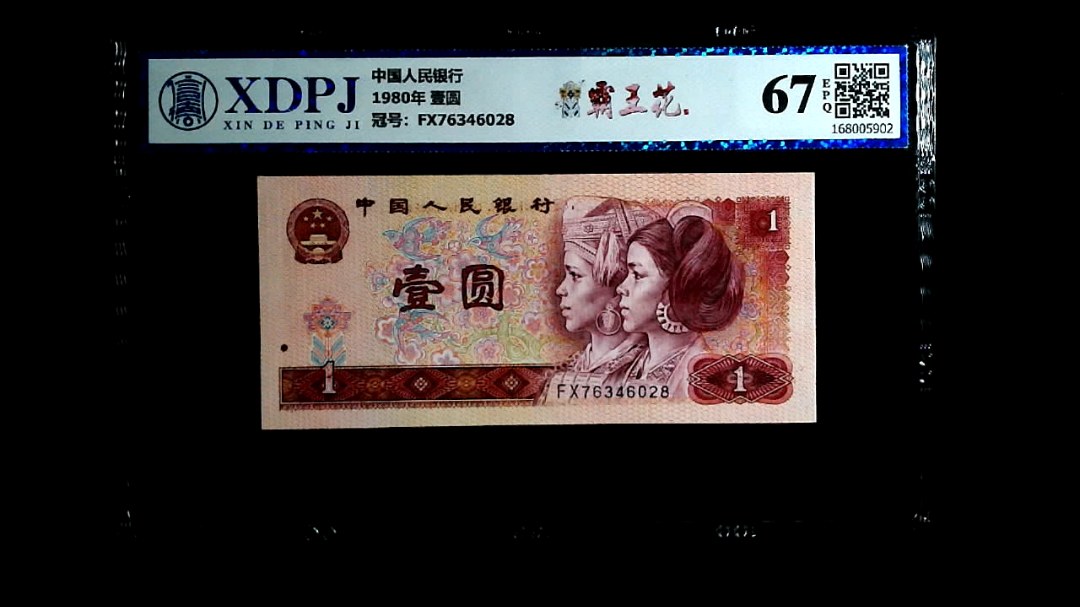 XDPJ
XIN DE PING JI
中国人民银行
1980年 壹圆
冠号：FX76346028
霸王花
67
EPQ
168005902
中国人民银行
1
壹圆
1
FX76346028
1